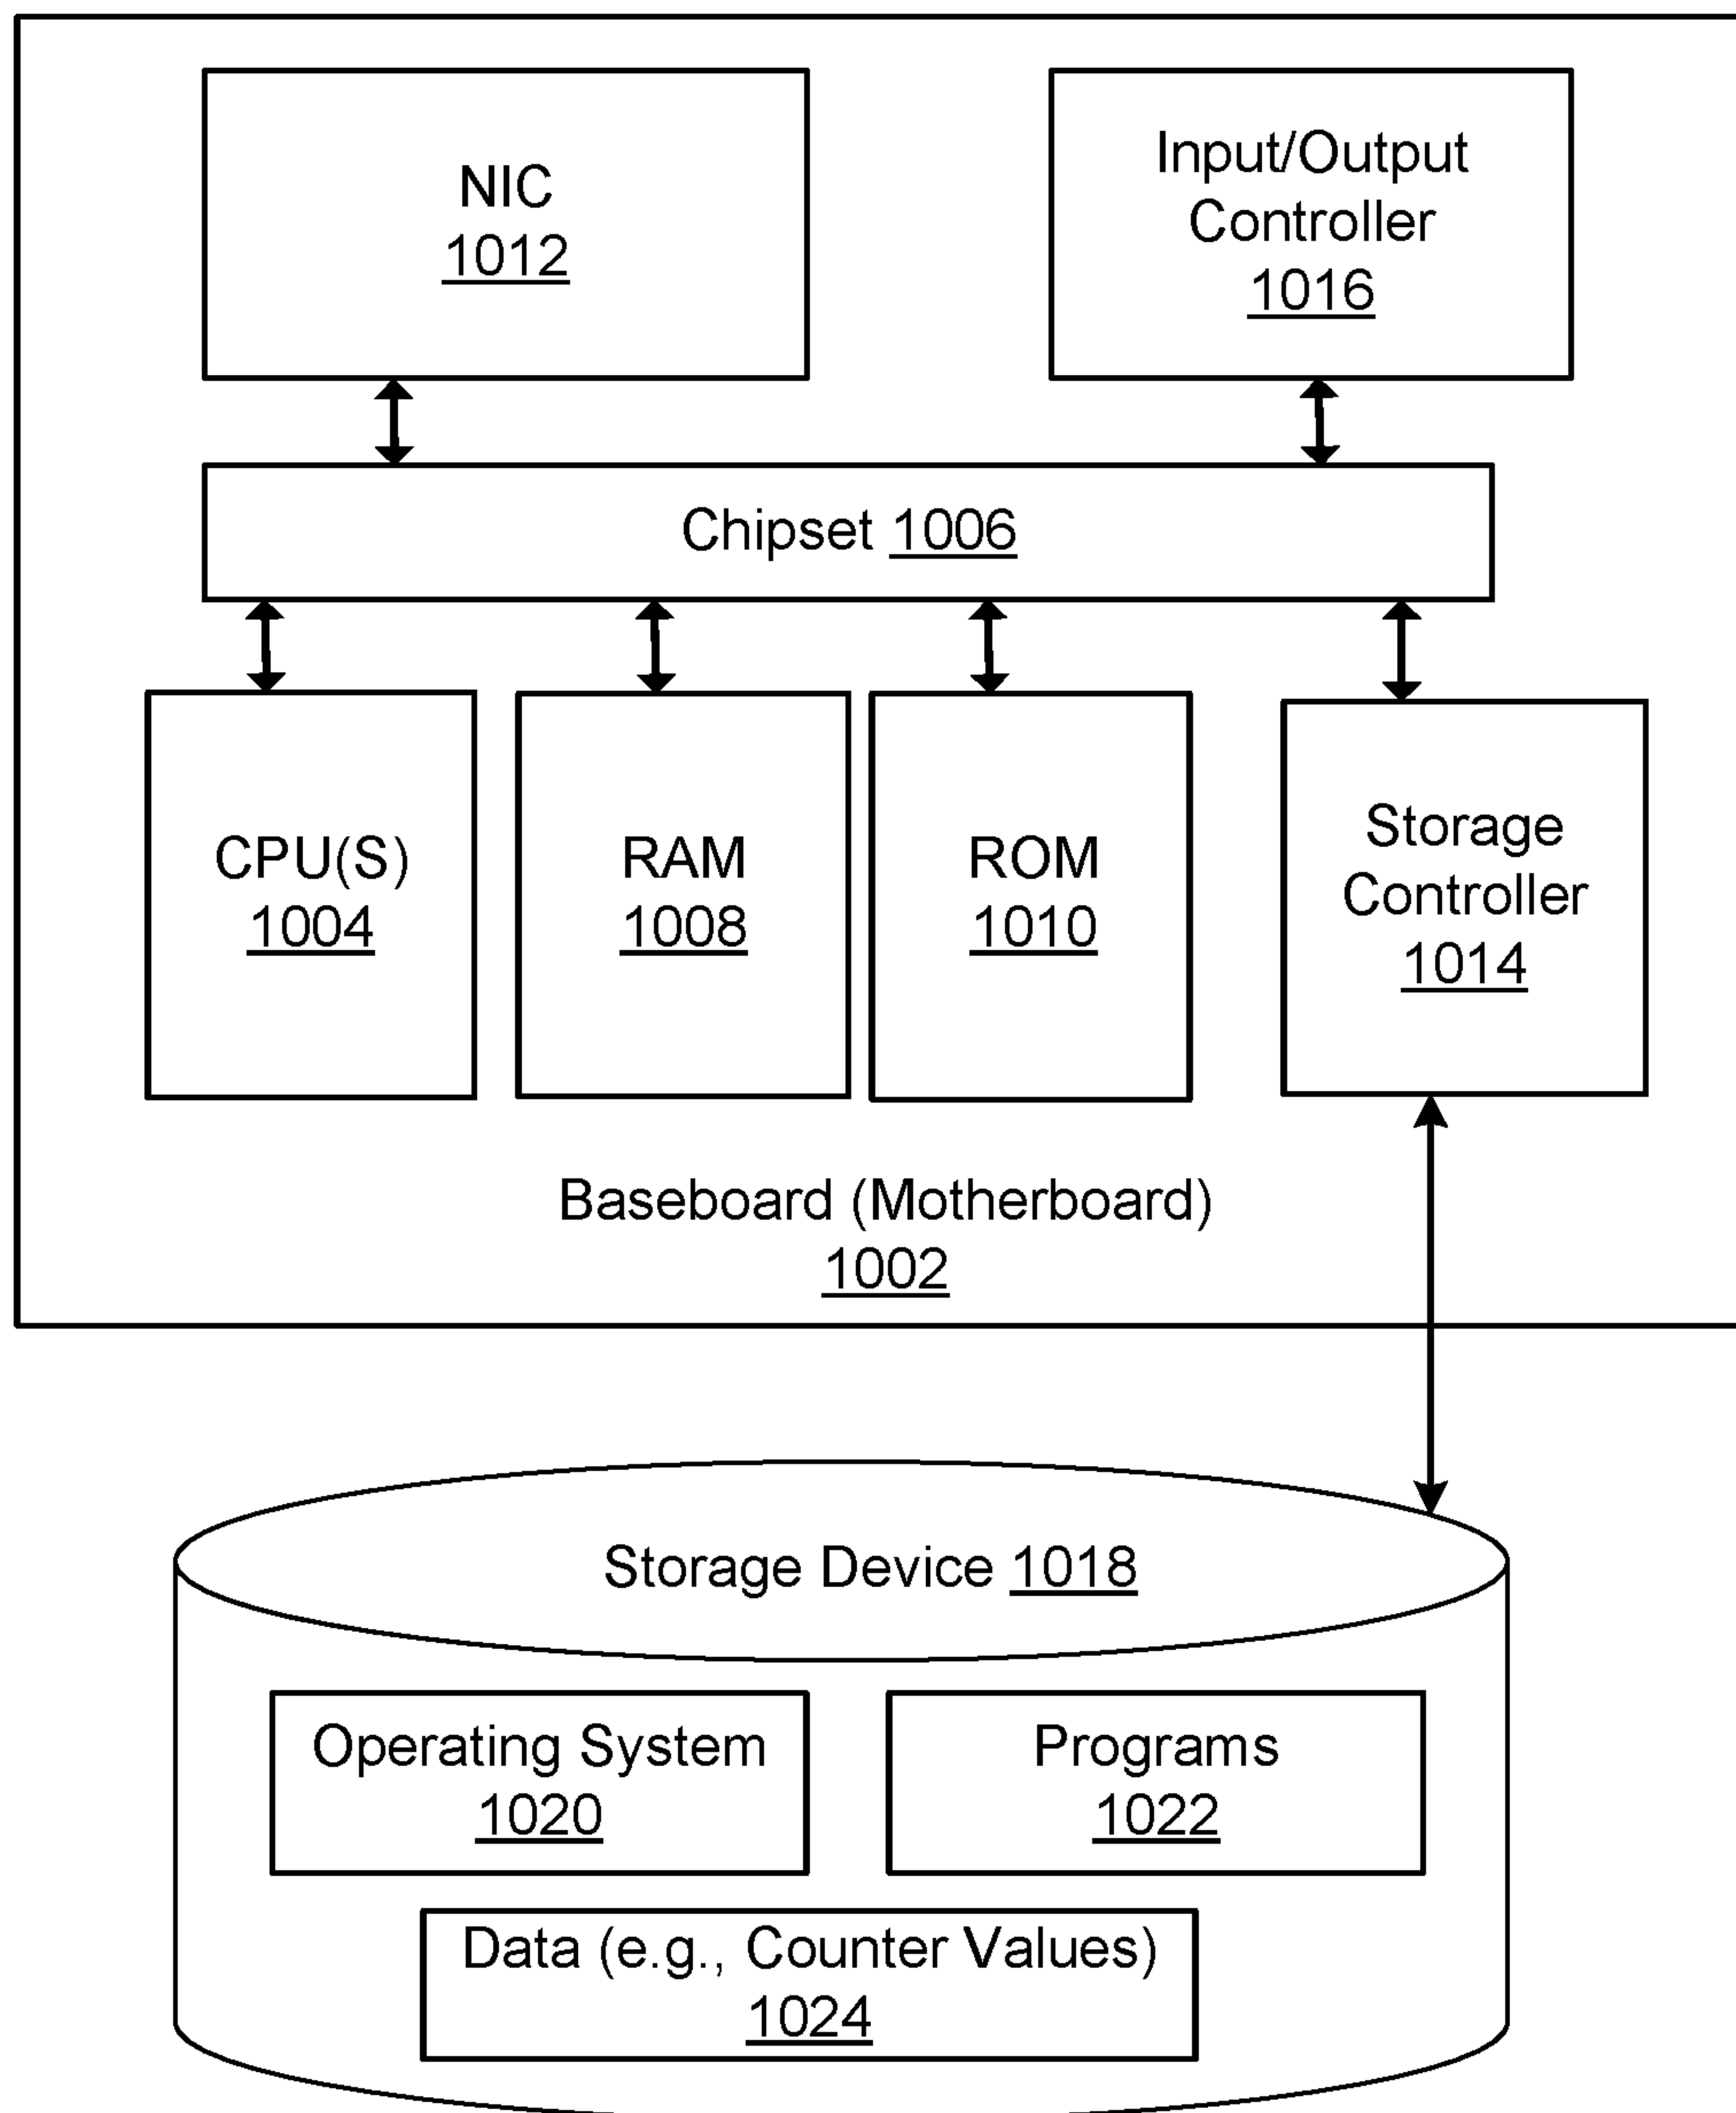 NIC
1012
Input/Output
Controller
1016
Chipset 1006
CPU(S)
1004
RAM
1008
ROM
1010
Storage
Controller
1014
Baseboard (Motherboard)
1002
Storage Device 1018
Operating System
1020
Programs
1022
Data (e.g., Counter Values)
1024